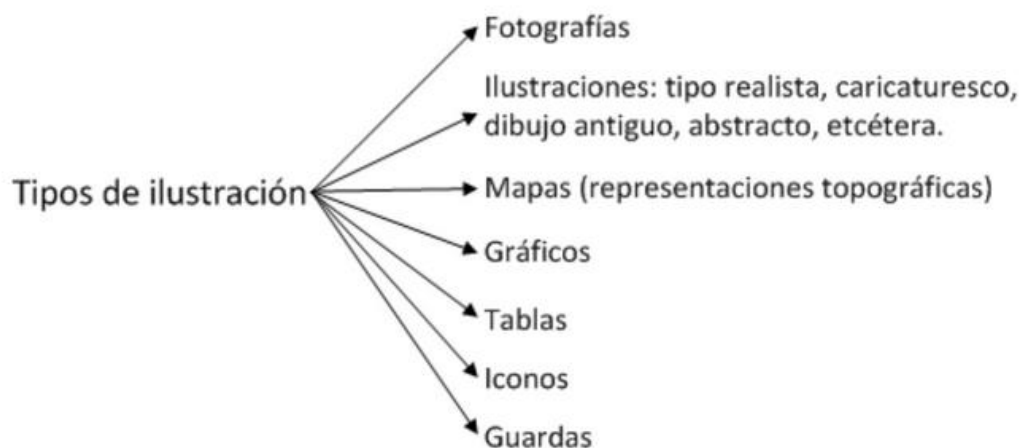 Fotografías
Ilustraciones: tipo realista, caricaturesco,
dibujo antiguo, abstracto, etcétera.
Tipos de ilustración
Mapas (representaciones topográficas)
Gráficos
Tablas
Iconos
Guardas